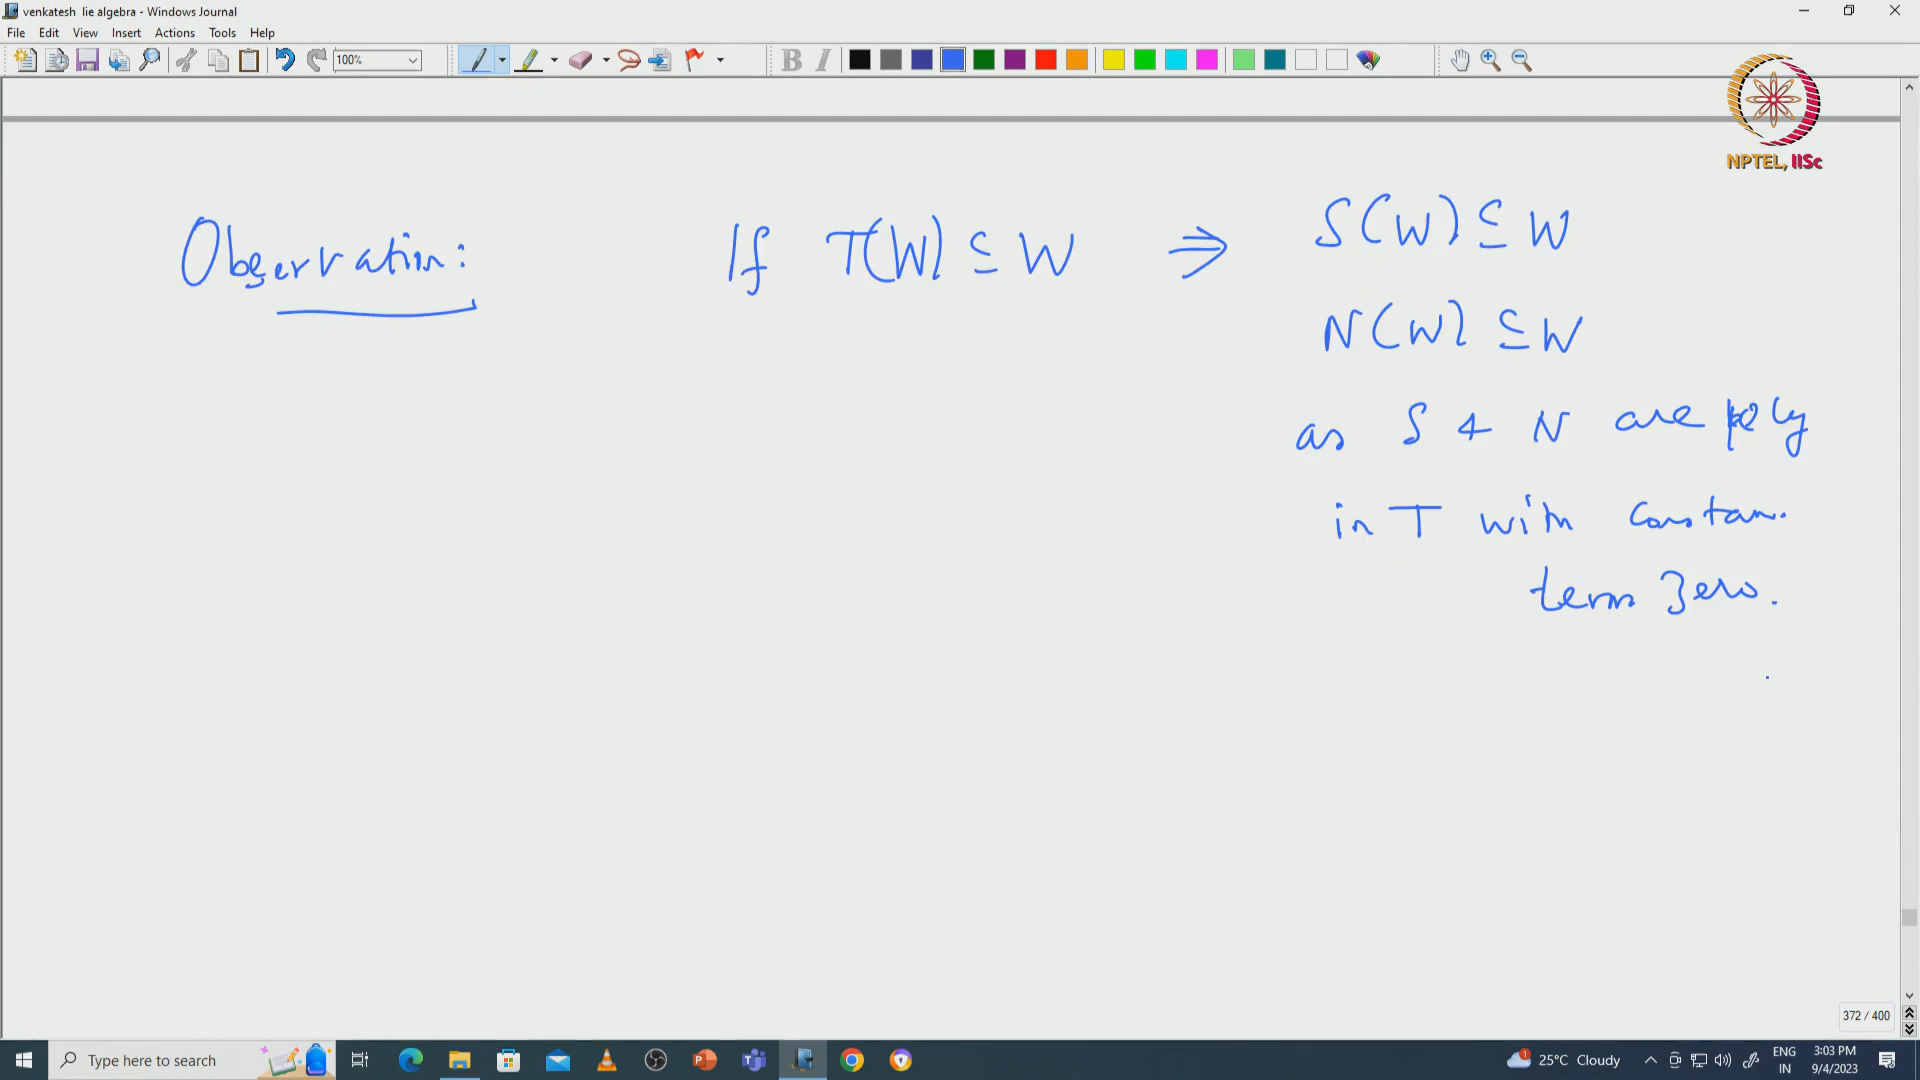 venkatesh lie algebra - Windows Journal
File Edit View Insert Actions Tools Help
100%
B I
NPTEL, IISc
Observation: If T(W) ⊆ W ⇒ S(W) ⊆ W
N(W) ⊆ W
as S & N are poly
in T with constan.
term zero.
372 / 400
Type here to search
25°C Cloudy
ENG
IN
3:03 PM
9/4/2023